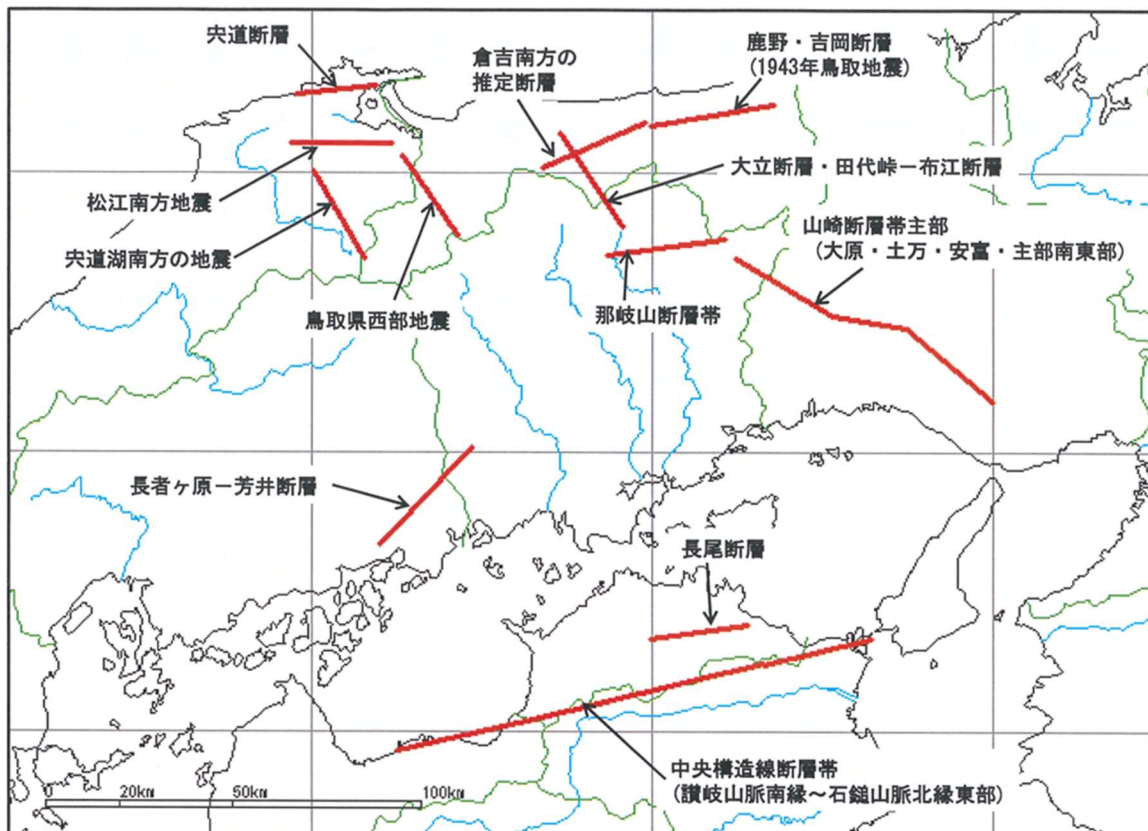 宍道断層
倉吉南方の
推定断層
鹿野・吉岡断層
(1943年鳥取地震)
大立断層・田代峠－布江断層
松江南方地震
山崎断層帯主部
(大原・土万・安富・主部南東部)
宍道湖南方の地震
鳥取県西部地震
那岐山断層帯
長者ヶ原－芳井断層
長尾断層
中央構造線断層帯
(讃岐山脈南縁～石鎚山脈北縁東部)
20km
50km
100km